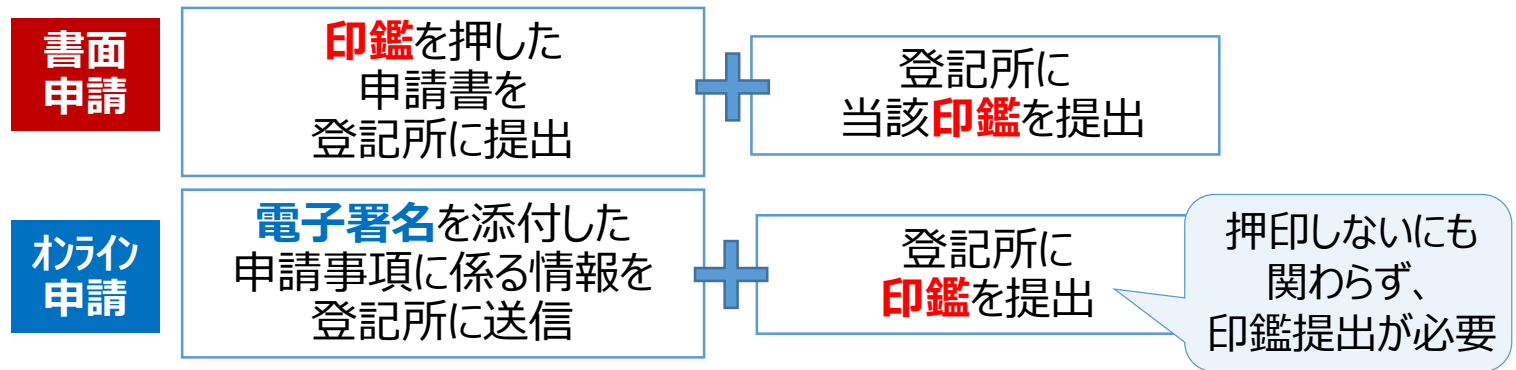 書面
申請
印鑑を押した
申請書を
登記所に提出
登記所に
当該印鑑を提出
オンライン
申請
電子署名を添付した
申請事項に係る情報を
登記所に送信
登記所に
印鑑を提出
押印しないにも
関わらず、
印鑑提出が必要